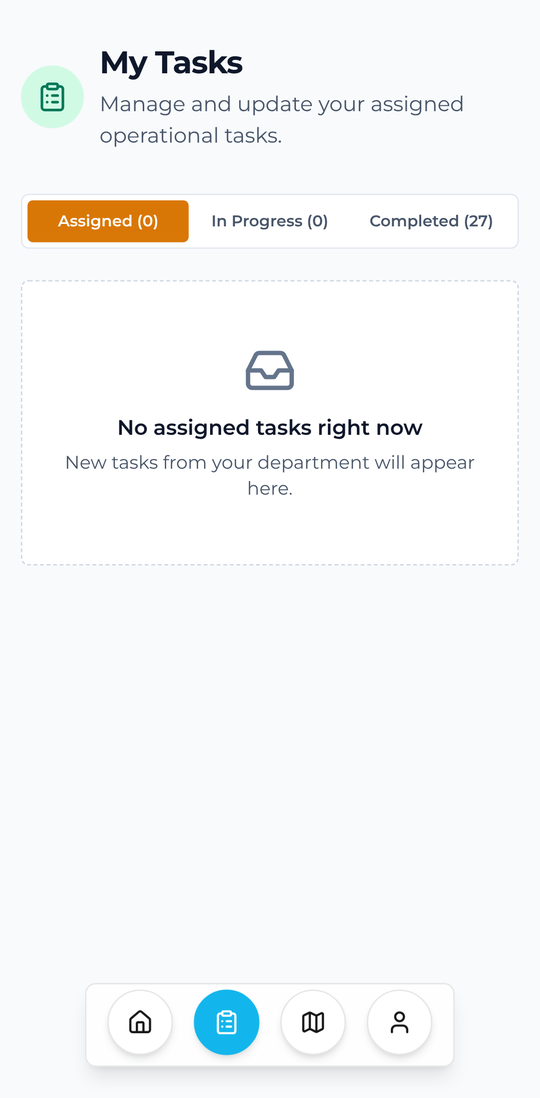 My Tasks
Manage and update your assigned
operational tasks.
Assigned (0)
In Progress (0)
Completed (27)
No assigned tasks right now
New tasks from your department will appear
here.